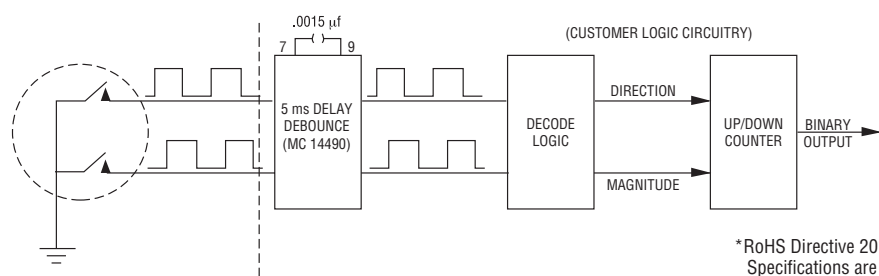 .0015 µf
7
9
(CUSTOMER LOGIC CIRCUITRY)
5 ms DELAY
DEBOUNCE
(MC 14490)
DECODE
LOGIC
DIRECTION
MAGNITUDE
UP/DOWN
COUNTER
BINARY
OUTPUT
*RoHS Directive 20
Specifications are